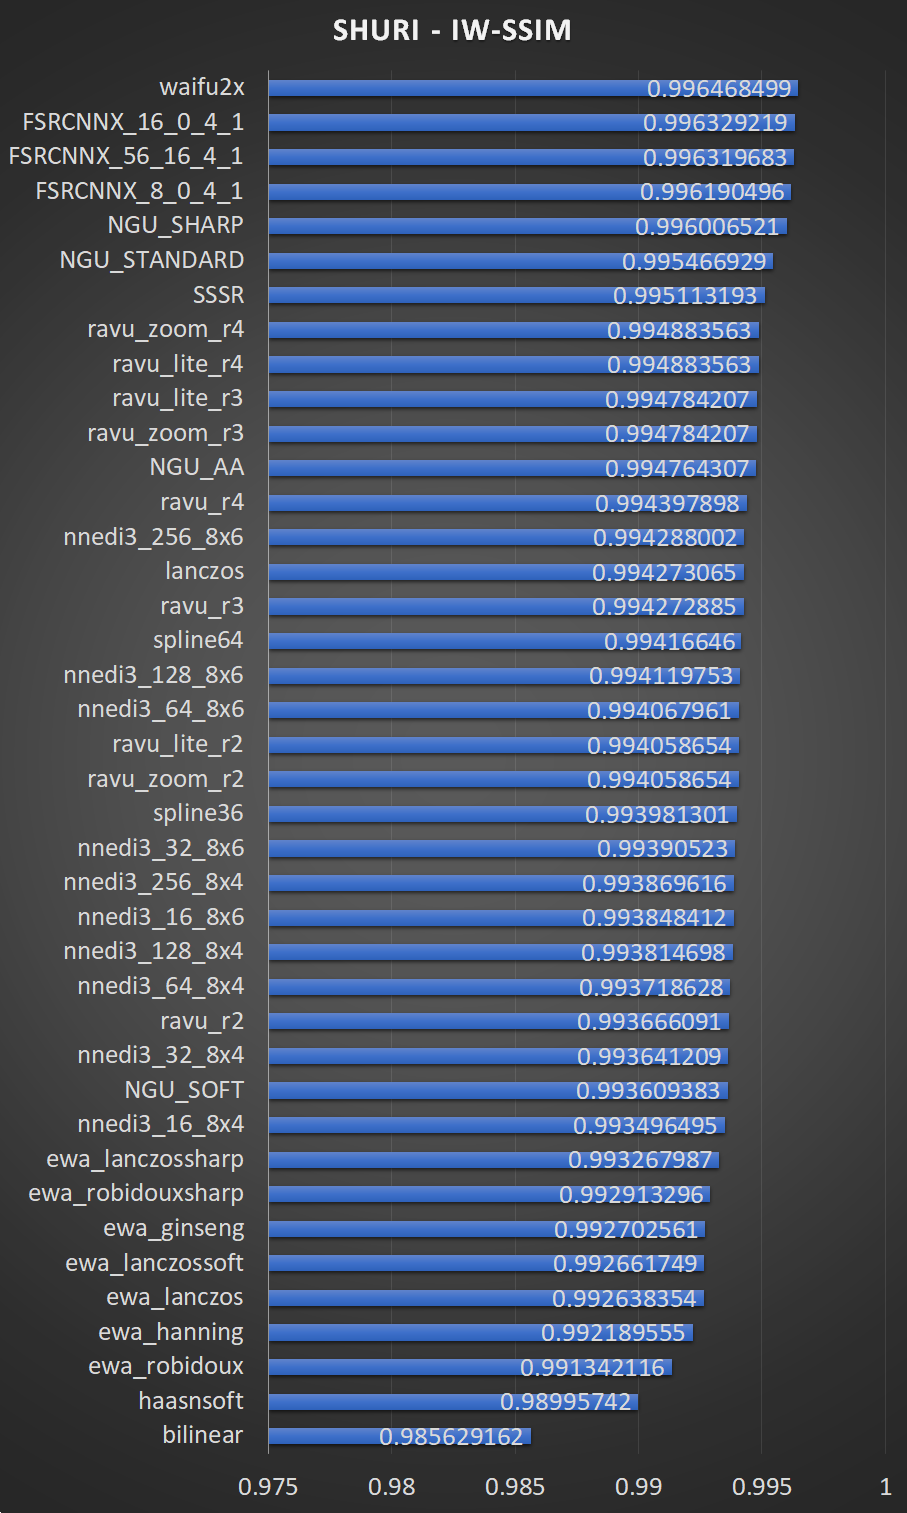 SHURI - IW-SSIM
waifu2x 0.996468499
FSRCNNX_16_0_4_1 0.996329219
FSRCNNX_56_16_4_1 0.996319683
FSRCNNX_8_0_4_1 0.996190496
NGU_SHARP 0.996006521
NGU_STANDARD 0.995466929
SSSR 0.995113193
ravu_zoom_r4 0.994883563
ravu_lite_r4 0.994883563
ravu_lite_r3 0.994784207
ravu_zoom_r3 0.994784207
NGU_AA 0.994764307
ravu_r4 0.994397898
nnedi3_256_8x6 0.994288002
lanczos 0.994273065
ravu_r3 0.994272885
spline64 0.99416646
nnedi3_128_8x6 0.994119753
nnedi3_64_8x6 0.994067961
ravu_lite_r2 0.994058654
ravu_zoom_r2 0.994058654
spline36 0.993981301
nnedi3_32_8x6 0.99390523
nnedi3_256_8x4 0.993869616
nnedi3_16_8x6 0.993848412
nnedi3_128_8x4 0.993814698
nnedi3_64_8x4 0.993718628
ravu_r2 0.993666091
nnedi3_32_8x4 0.993641209
NGU_SOFT 0.993609383
nnedi3_16_8x4 0.993496495
ewa_lanczossharp 0.993267987
ewa_robidouxsharp 0.992913296
ewa_ginseng 0.992702561
ewa_lanczossoft 0.992661749
ewa_lanczos 0.992638354
ewa_hanning 0.992189555
ewa_robidoux 0.991342116
haasnsoft 0.98995742
bilinear 0.985629162
0.975 0.98 0.985 0.99 0.995 1